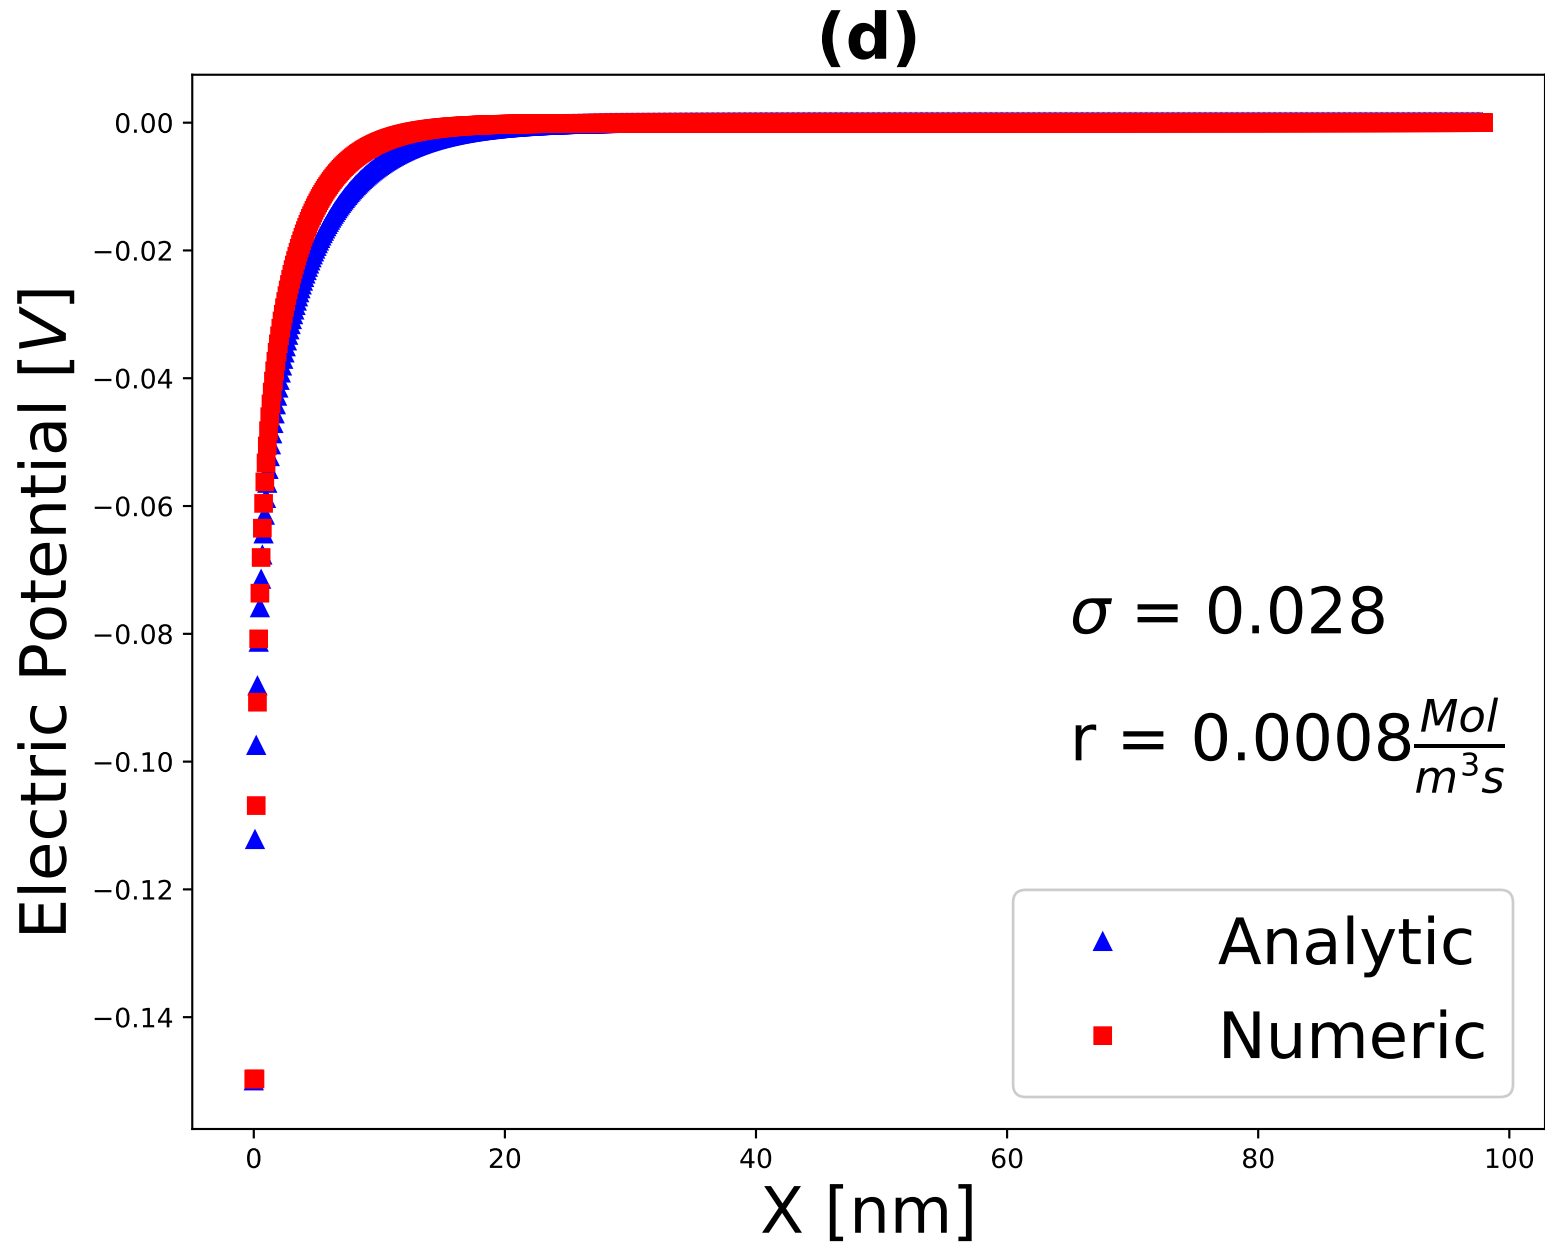 (d)
Electric Potential [V]
0.00
−0.02
−0.04
−0.06
−0.08
−0.10
−0.12
−0.14
σ = 0.028
r = 0.0008 Mol/m³s
Analytic
Numeric
0 20 40 60 80 100
X [nm]